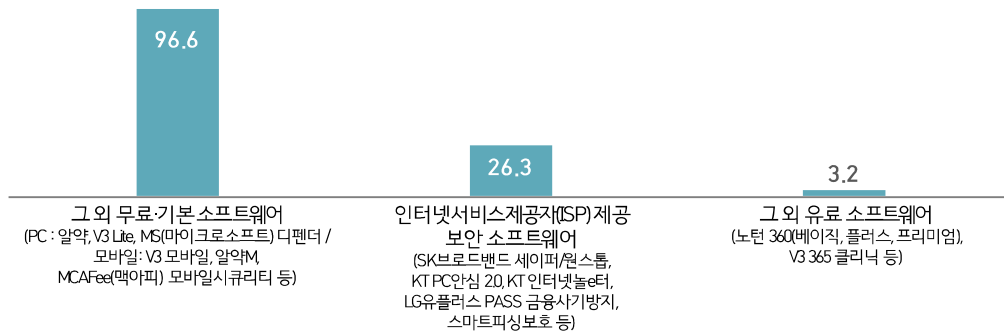 96.6
26.3
3.2
그 외 무료·기본 소프트웨어
(PC : 알약, V3 Lite, MS(마이크로소프트) 디펜더 /
모바일: V3 모바일, 알약M,
MCAFee(맥아피) 모바일시큐리티 등)
인터넷서비스제공자(ISP) 제공
보안 소프트웨어
(SK브로드밴드 세이퍼/원스톱,
KT PC안심 2.0, KT 인터넷놀e터,
LG유플러스 PASS 금융사기방지,
스마트피싱보호 등)
그 외 유료 소프트웨어
(노턴 360(베이직, 플러스, 프리미엄),
V3 365 클리닉 등)